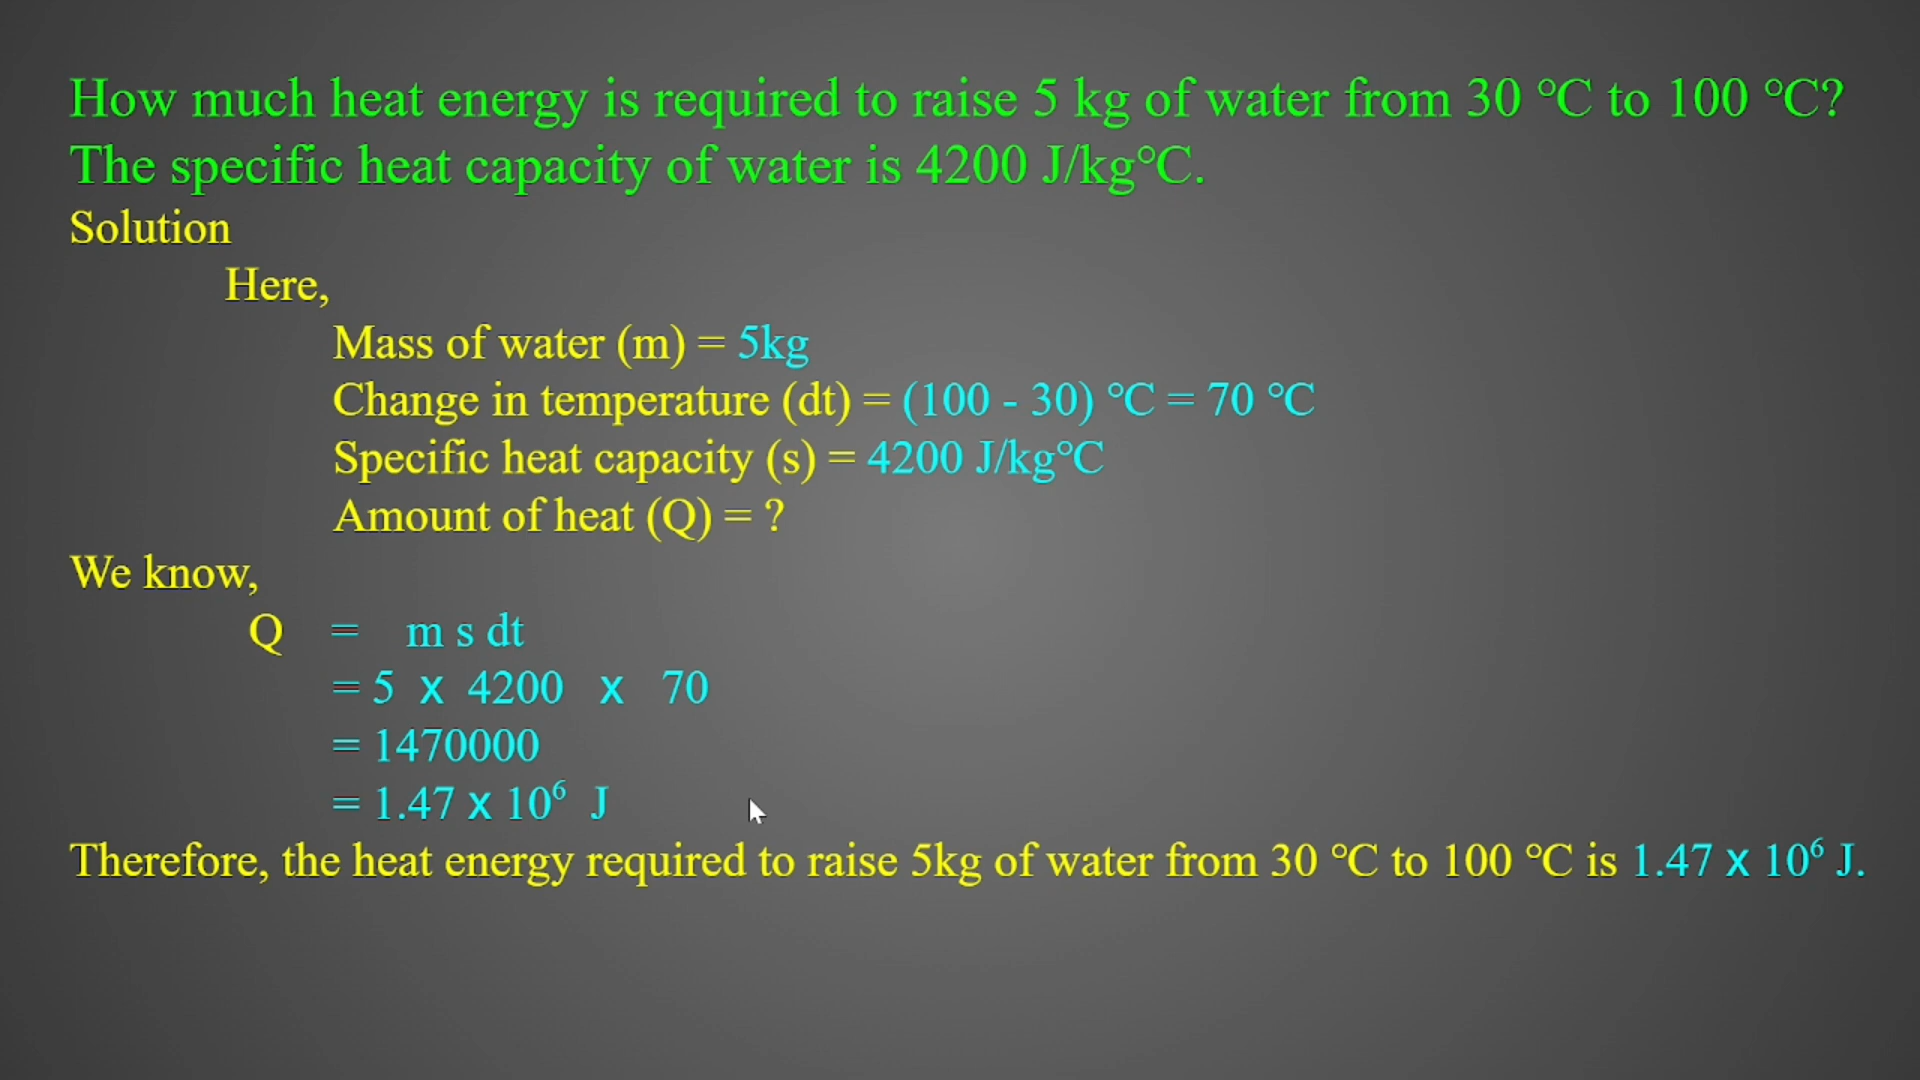 How much heat energy is required to raise 5 kg of water from 30 °C to 100 °C?
The specific heat capacity of water is 4200 J/kg°C.
Solution
Here,
Mass of water (m) = 5kg
Change in temperature (dt) = (100 - 30) °C = 70 °C
Specific heat capacity (s) = 4200 J/kg°C
Amount of heat (Q) = ?
We know,
Q = m s dt
= 5 x 4200 x 70
= 1470000
= 1.47 x 10⁶ J
Therefore, the heat energy required to raise 5kg of water from 30 °C to 100 °C is 1.47 x 10⁶ J.